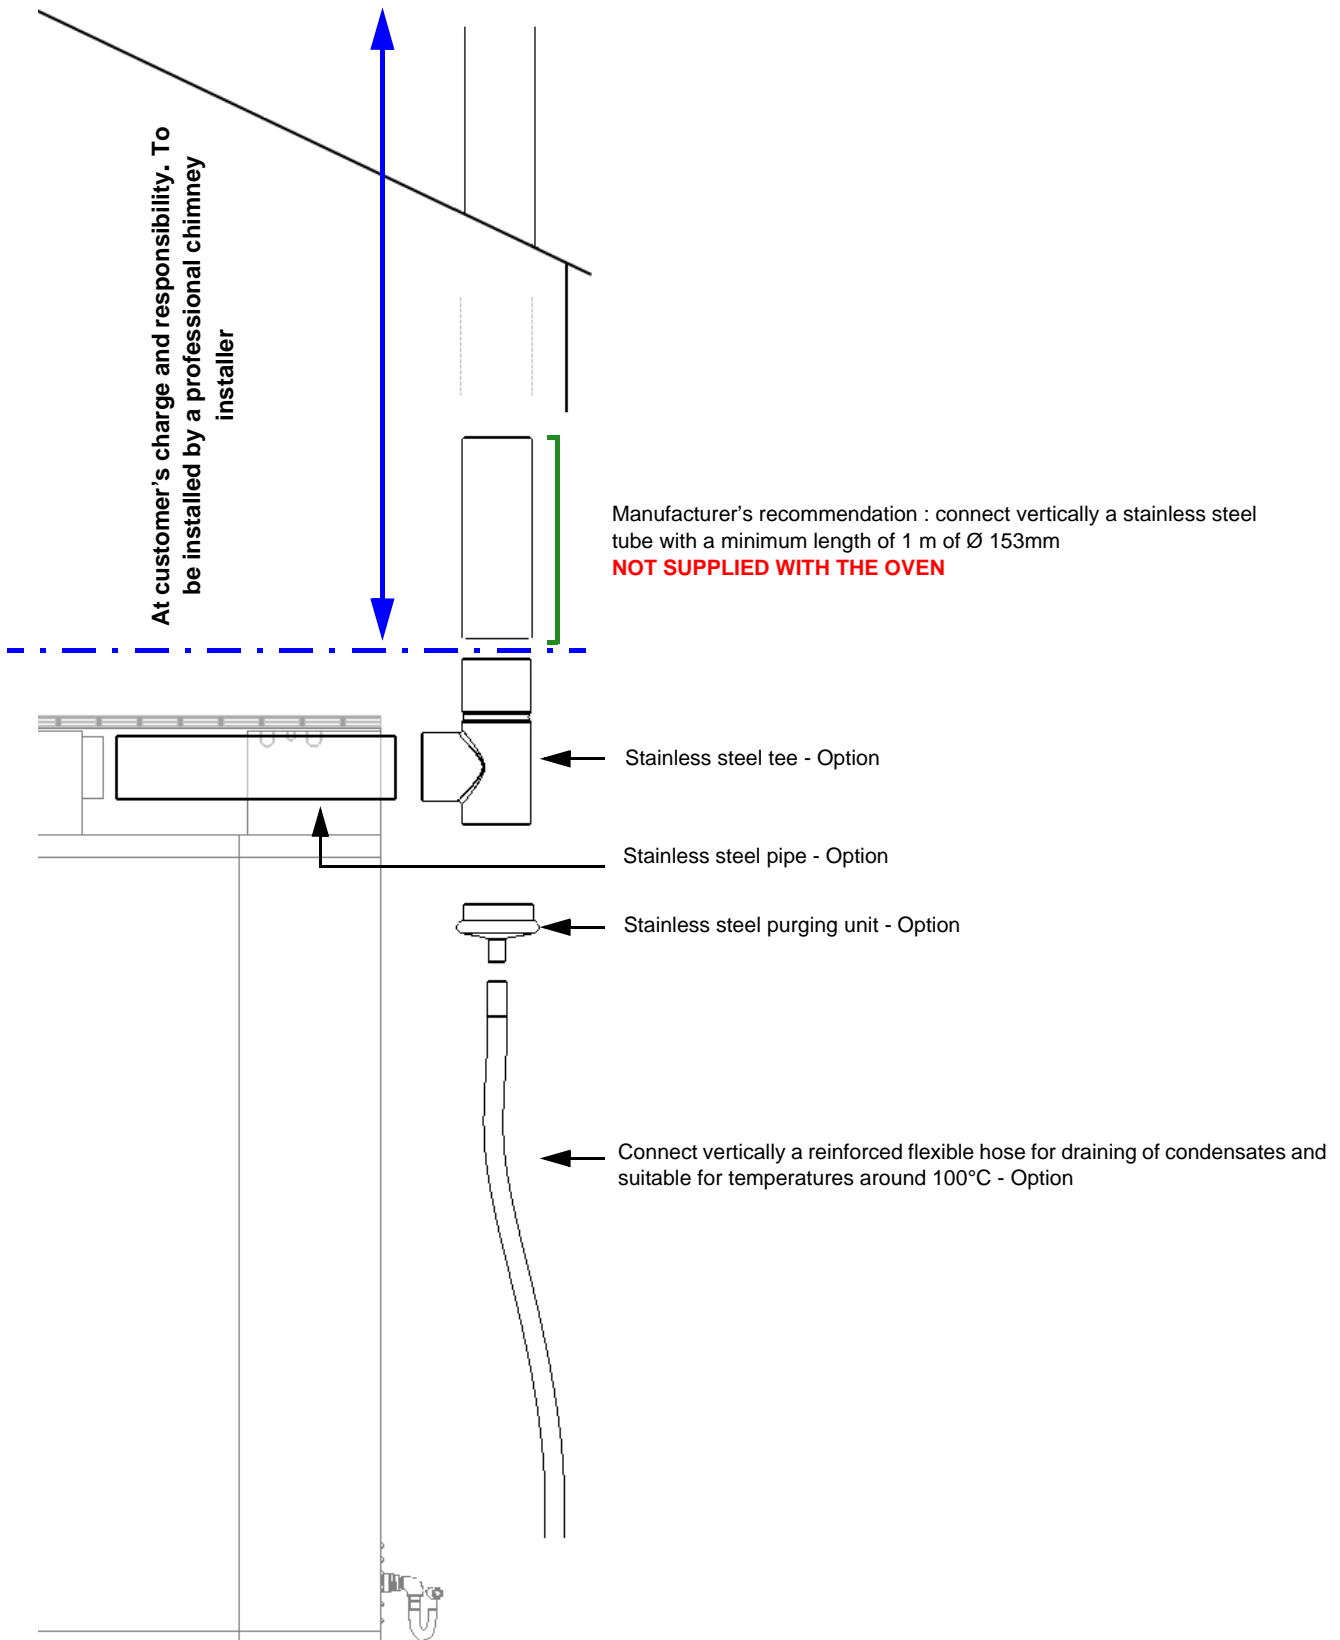 At customer's charge and responsibility. To
be installed by a professional chimney
installer
Manufacturer's recommendation : connect vertically a stainless steel
tube with a minimum length of 1 m of Ø 153mm
NOT SUPPLIED WITH THE OVEN
Stainless steel tee - Option
Stainless steel pipe - Option
Stainless steel purging unit - Option
Connect vertically a reinforced flexible hose for draining of condensates and
suitable for temperatures around 100°C - Option